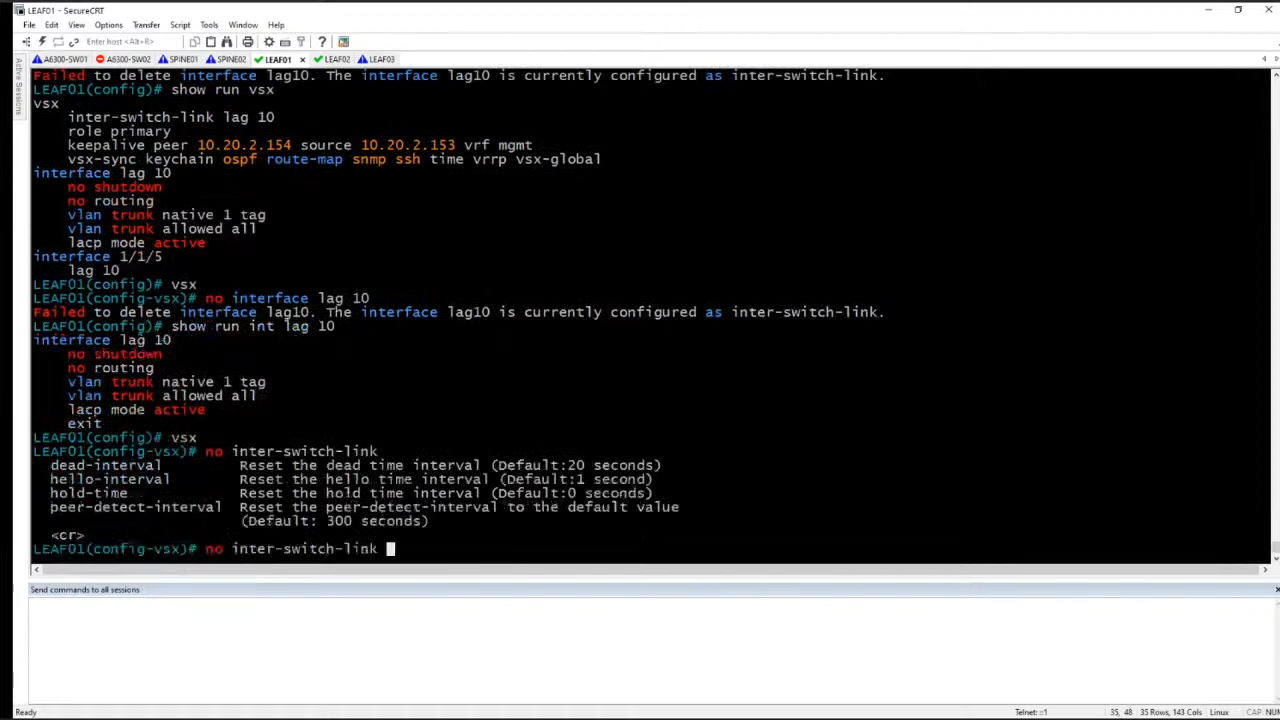 LEAF01 - SecureCRT
File Edit View Options Transfer Script Tools Window Help
Enter host <Alt+R>
A6300-SW01 A6300-SW02 SPINE01 SPINE02 LEAF01 × LEAF02 LEAF03
Active Sessions
Failed to delete interface lag10. The interface lag10 is currently configured as inter-switch-link.
LEAF01(config)# show run vsx
vsx
inter-switch-link lag 10
role primary
keepalive peer 10.20.2.154 source 10.20.2.153 vrf mgmt
vsx-sync keychain ospf route-map snmp ssh time vrrp vsx-global
interface lag 10
no shutdown
no routing
vlan trunk native 1 tag
vlan trunk allowed all
lacp mode active
interface 1/1/5
lag 10
LEAF01(config)# vsx
LEAF01(config-vsx)# no interface lag 10
Failed to delete interface lag10. The interface lag10 is currently configured as inter-switch-link.
LEAF01(config)# show run int lag 10
interface lag 10
no shutdown
no routing
vlan trunk native 1 tag
vlan trunk allowed all
lacp mode active
exit
LEAF01(config)# vsx
LEAF01(config-vsx)# no inter-switch-link
dead-interval Reset the dead time interval (Default:20 seconds)
hello-interval Reset the hello time interval (Default:1 second)
hold-time Reset the hold time interval (Default:0 seconds)
peer-detect-interval Reset the peer-detect-interval to the default value
(Default: 300 seconds)
<cr>
LEAF01(config-vsx)# no inter-switch-link
Send commands to all sessions
Ready Telnet: ::1 35, 48 35 Rows, 143 Cols Linux CAP NUM